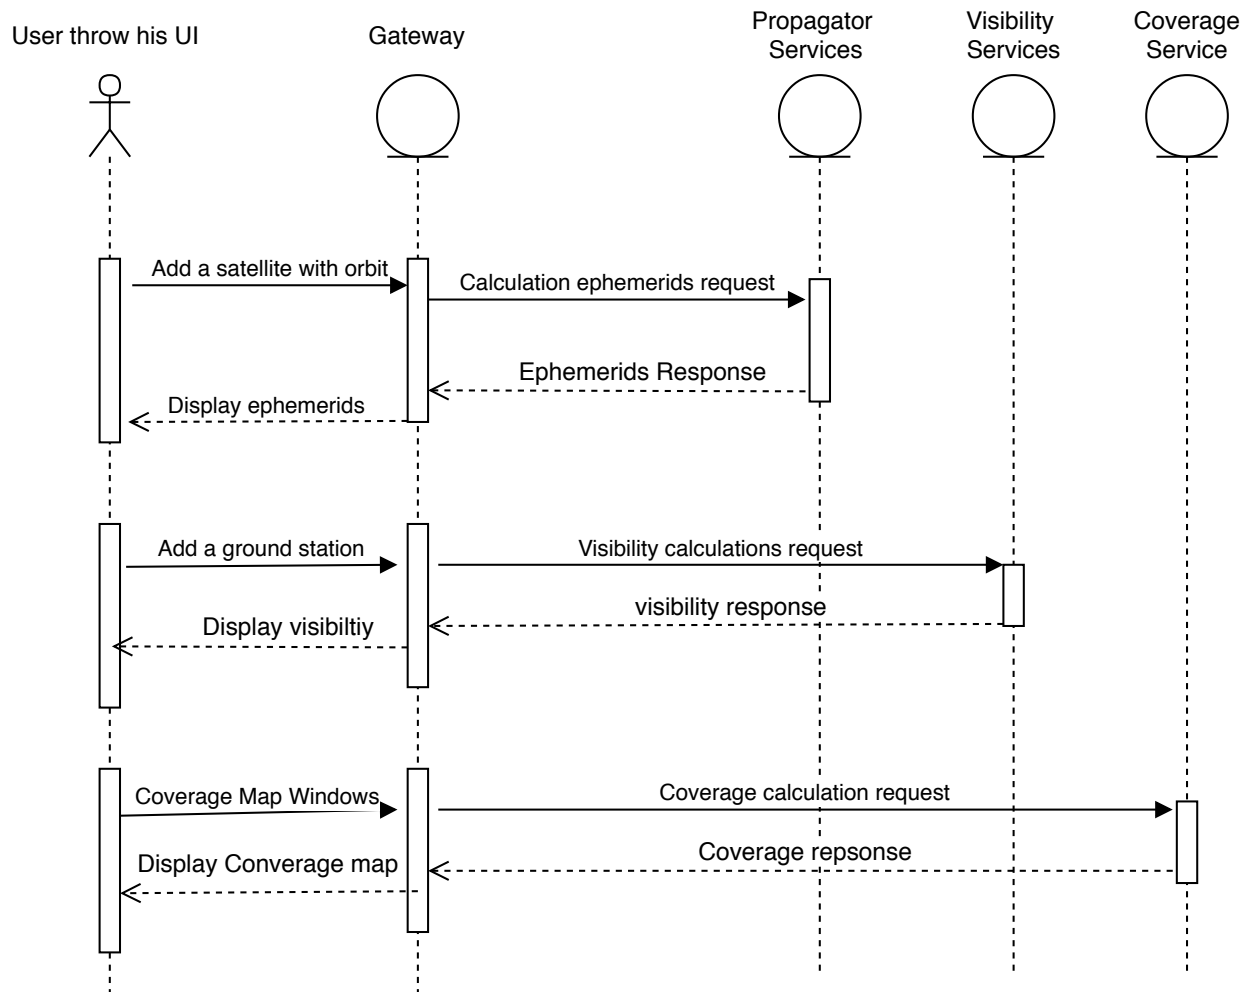 User throw his UI
Gateway
Propagator
Services
Visibility
Services
Coverage
Service
Add a satellite with orbit
Calculation ephemerids request
Ephemerids Response
Display ephemerids
Add a ground station
Visibility calculations request
visibility response
Display visibiltiy
Coverage Map Windows
Coverage calculation request
Coverage repsonse
Display Converage map